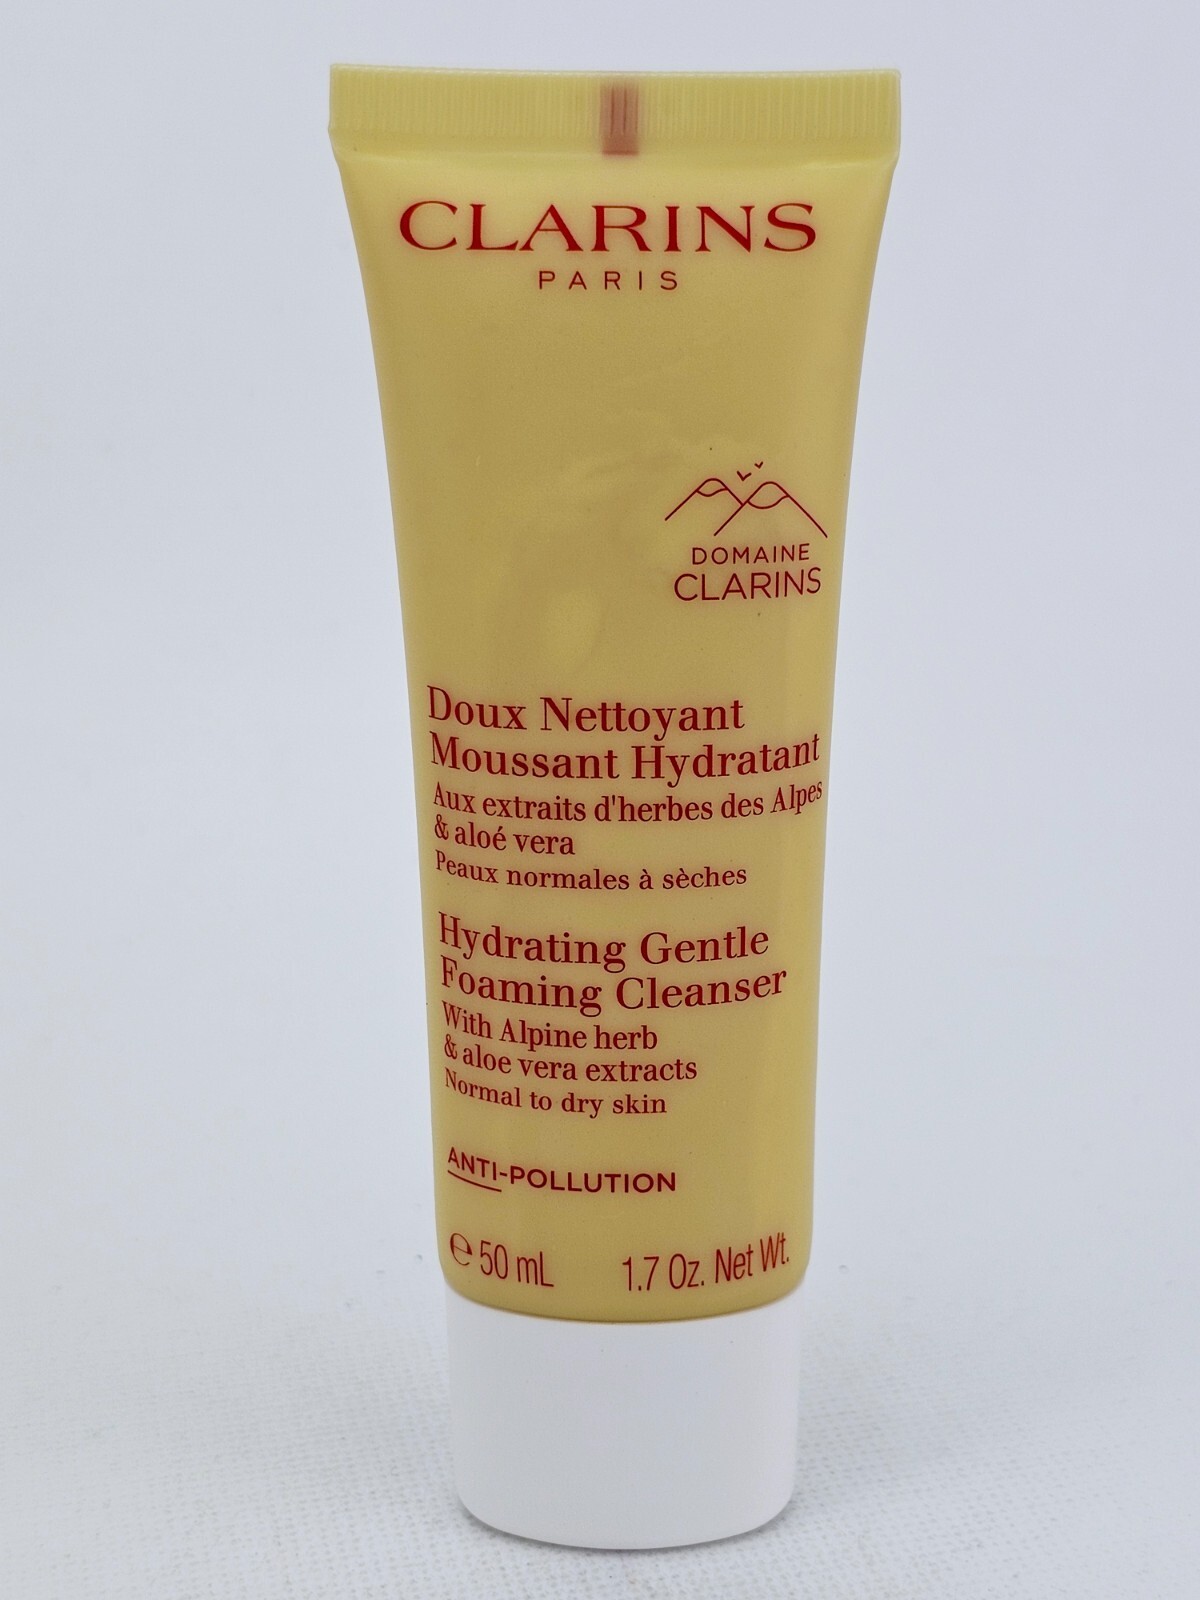 CLARINS
PARIS
DOMAINE
CLARINS
Doux Nettoyant
Moussant Hydratant
Aux extraits d'herbes des Alpes
& aloé vera
Peaux normales à sèches
Hydrating Gentle
Foaming Cleanser
With Alpine herb
& aloe vera extracts
Normal to dry skin
ANTI-POLLUTION
℮ 50 mL 1.7 Oz. Net Wt.